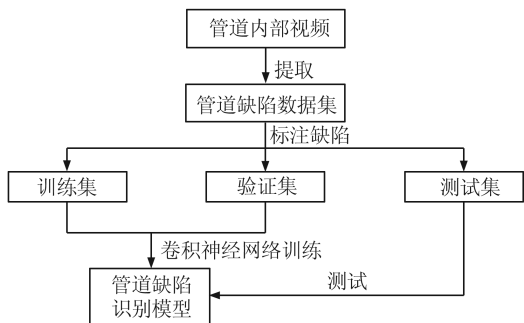 管道内部视频
提取
管道缺陷数据集
标注缺陷
训练集
验证集
测试集
卷积神经网络训练
管道缺陷
识别模型
测试